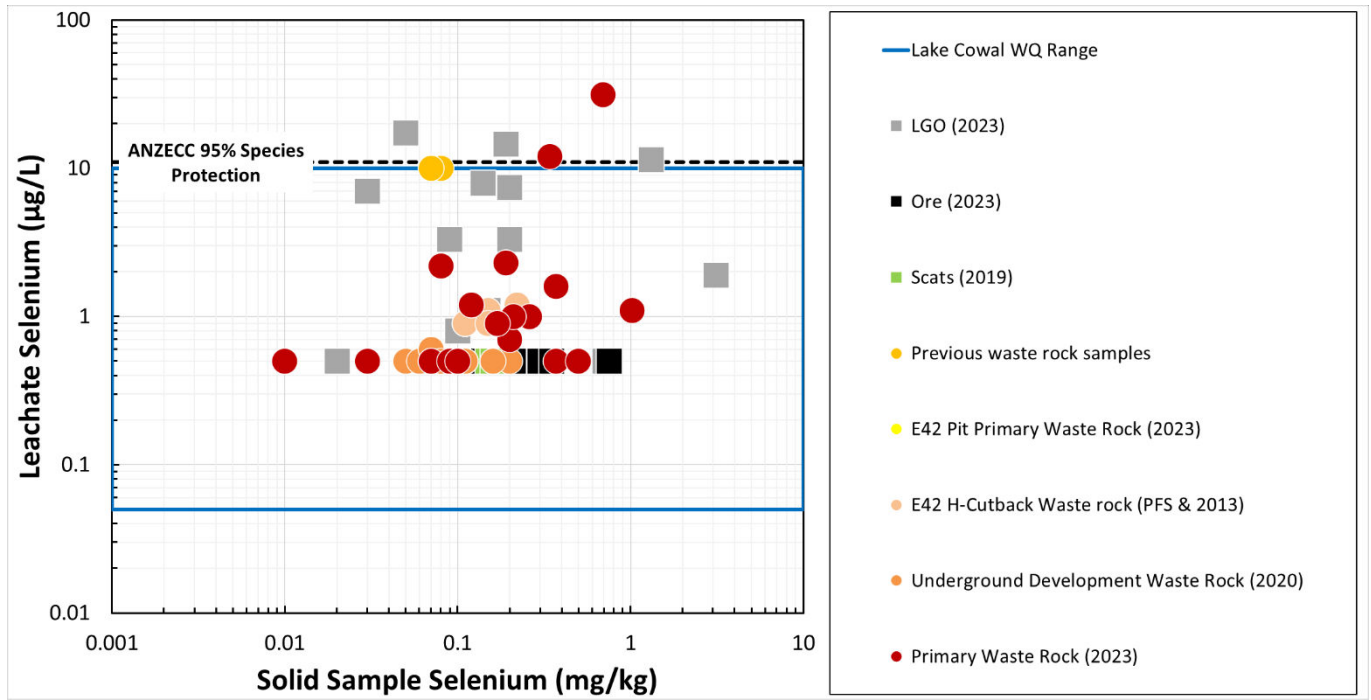 100
10
1
0.1
0.01
Leachate Selenium (µg/L)
ANZECC 95% Species
Protection
0.001
0.01
0.1
1
10
Solid Sample Selenium (mg/kg)
Lake Cowal WQ Range
LGO (2023)
Ore (2023)
Scats (2019)
Previous waste rock samples
E42 Pit Primary Waste Rock (2023)
E42 H-Cutback Waste rock (PFS & 2013)
Underground Development Waste Rock (2020)
Primary Waste Rock (2023)